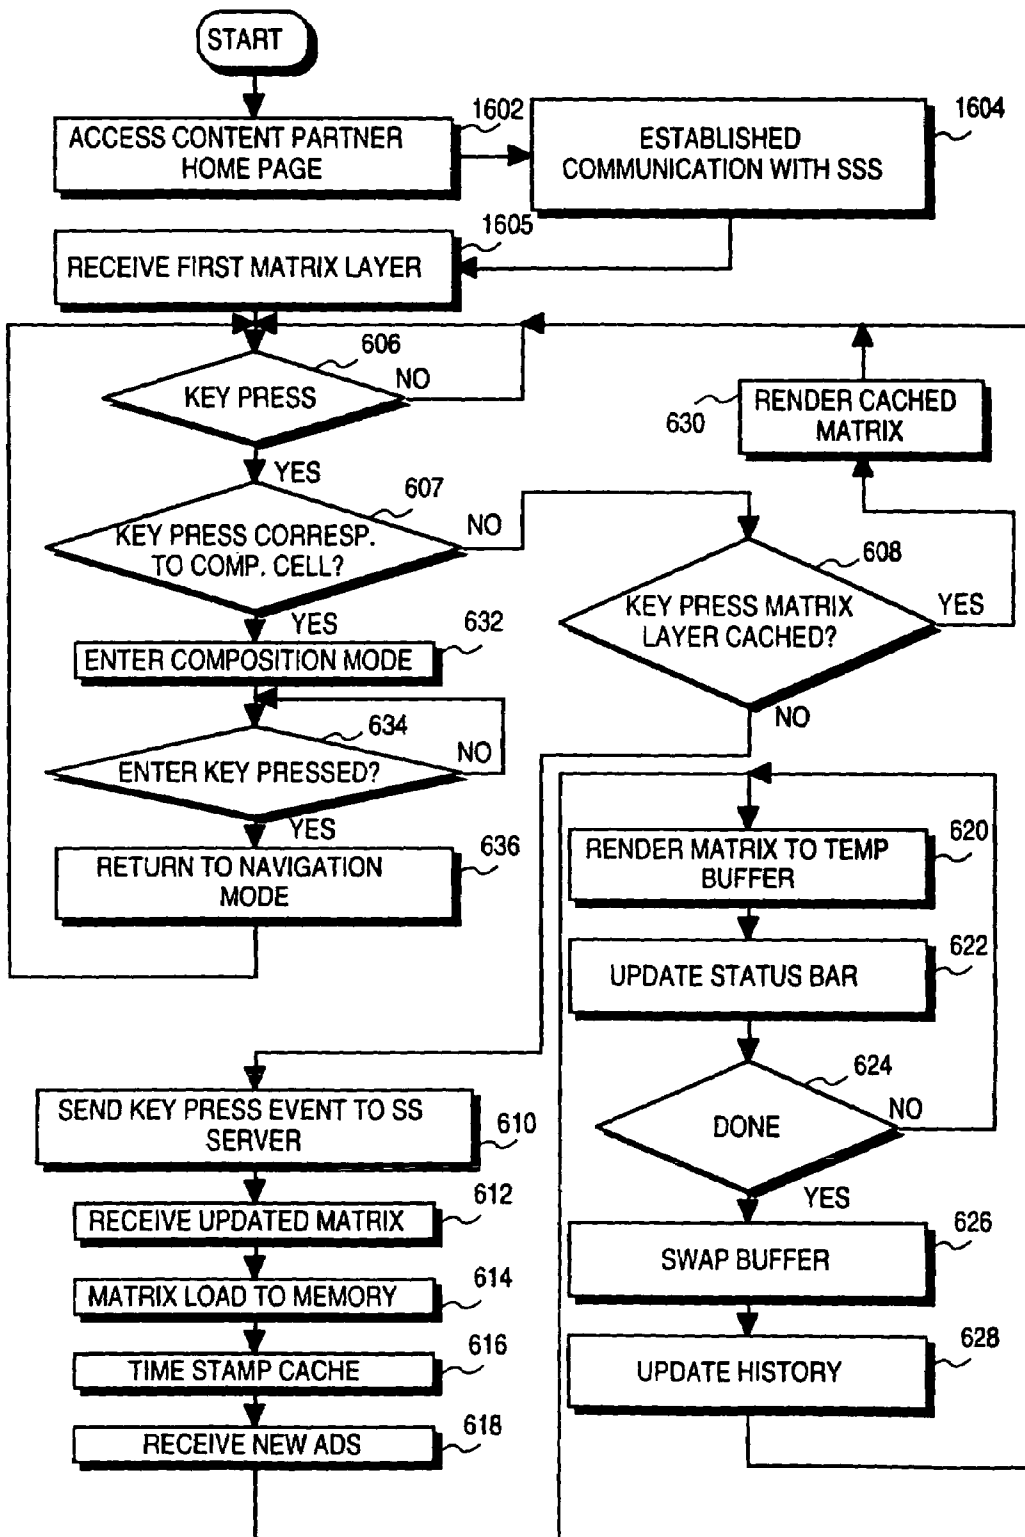 START
ACCESS CONTENT PARTNER
HOME PAGE
1602
ESTABLISHED
COMMUNICATION WITH SSS
1604
RECEIVE FIRST MATRIX LAYER
1605
KEY PRESS
606
NO
YES
KEY PRESS CORRESP.
TO COMP. CELL?
607
NO
YES
ENTER COMPOSITION MODE
632
ENTER KEY PRESSED?
634
NO
YES
RETURN TO NAVIGATION
MODE
636
RENDER CACHED
MATRIX
630
KEY PRESS MATRIX
LAYER CACHED?
608
YES
NO
SEND KEY PRESS EVENT TO SS
SERVER
610
RECEIVE UPDATED MATRIX
612
MATRIX LOAD TO MEMORY
614
TIME STAMP CACHE
616
RECEIVE NEW ADS
618
RENDER MATRIX TO TEMP
BUFFER
620
UPDATE STATUS BAR
622
DONE
624
NO
YES
SWAP BUFFER
626
UPDATE HISTORY
628